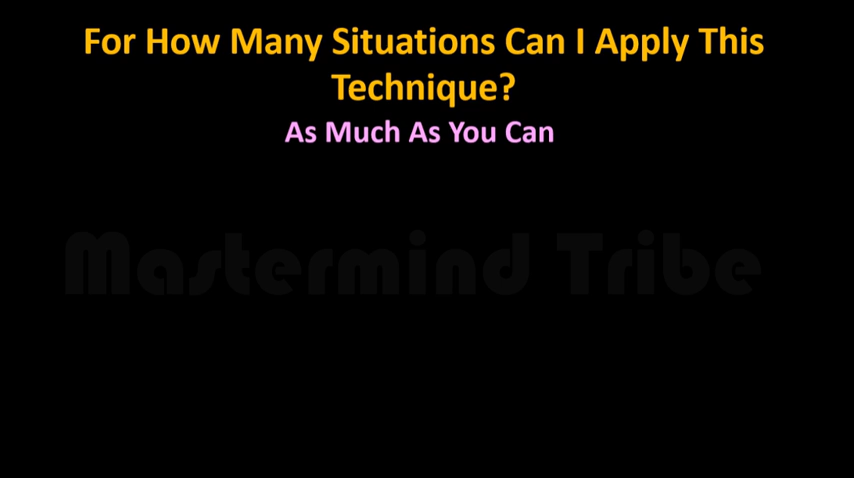 For How Many Situations Can I Apply This
Technique?
As Much As You Can
Mastermind Tribe